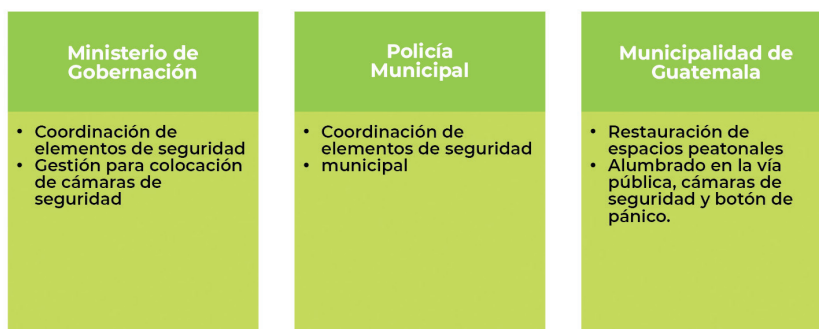 Ministerio de
Gobernación
• Coordinación de
elementos de seguridad
• Gestión para colocación
de cámaras de
seguridad
Policía
Municipal
• Coordinación de
elementos de seguridad
• municipal
Municipalidad de
Guatemala
• Restauración de
espacios peatonales
• Alumbrado en la vía
pública, cámaras de
seguridad y botón de
pánico.